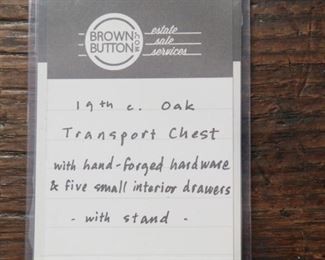 BROWN
BUTTON
.COM
estate
sale
services
19th c. Oak
Transport Chest
with hand-forged hardware
& five small interior drawers
- with stand -